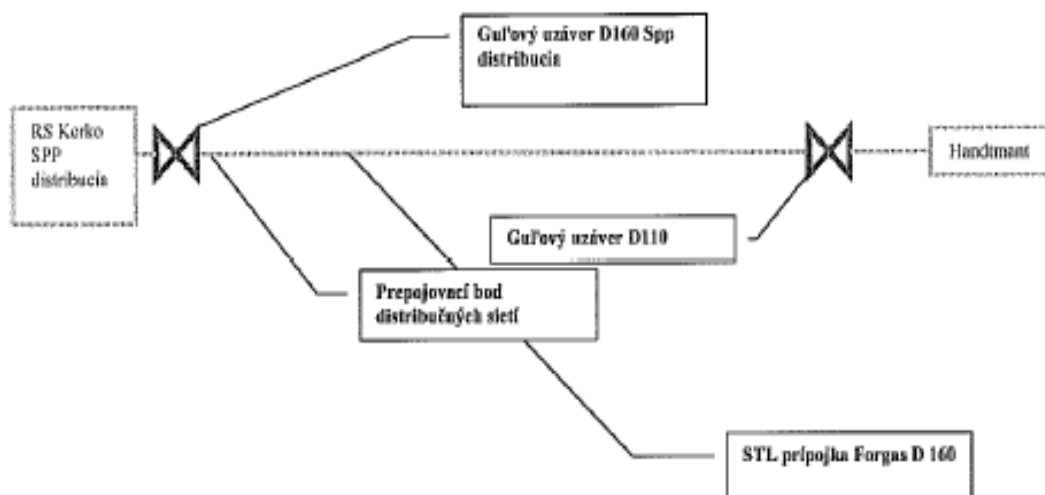 Guľový uzáver D160 Spp
distribucia
RS Kerko
SPP
distribucia
Handtmant
Guľový uzáver D110
Prepojovací bod
distribučných sietí
STL prípojka Forgas D 160